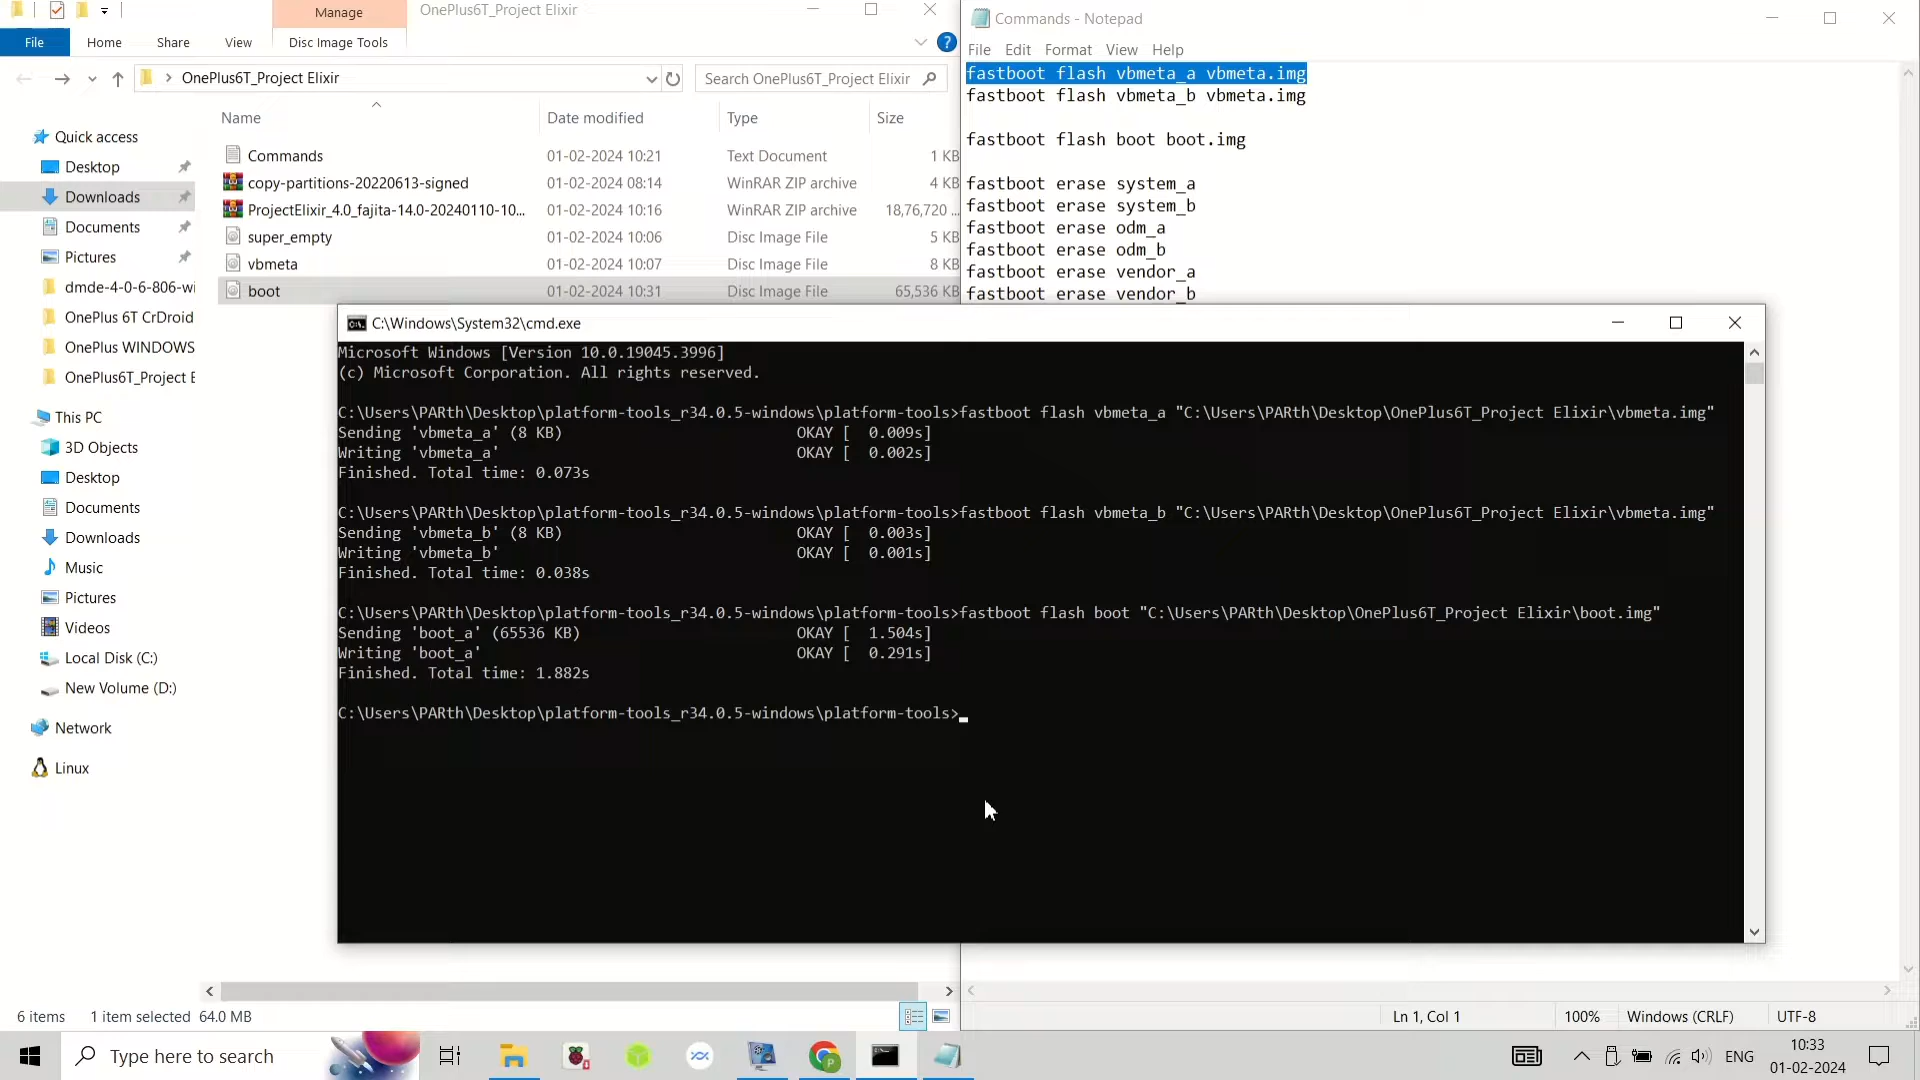 Manage
OnePlus6T_Project Elixir
File
Home
Share
View
Disc Image Tools
OnePlus6T_Project Elixir
Search OnePlus6T_Project Elixir
Name
Date modified
Type
Size
Quick access
Desktop
Downloads
Documents
Pictures
dmde-4-0-6-806-wi
OnePlus 6T CrDroid
OnePlus WINDOWS
OnePlus6T_Project E
This PC
3D Objects
Desktop
Documents
Downloads
Music
Pictures
Videos
Local Disk (C:)
New Volume (D:)
Network
Linux
Commands 01-02-2024 10:21 Text Document 1 KB
copy-partitions-20220613-signed 01-02-2024 08:14 WinRAR ZIP archive 4 KB
ProjectElixir_4.0_fajita-14.0-20240110-10... 01-02-2024 10:16 WinRAR ZIP archive 18,76,720 ...
super_empty 01-02-2024 10:06 Disc Image File 5 KB
vbmeta 01-02-2024 10:07 Disc Image File 8 KB
boot 01-02-2024 10:31 Disc Image File 65,536 KB
6 items 1 item selected 64.0 MB
Commands - Notepad
File Edit Format View Help
fastboot flash vbmeta_a vbmeta.img
fastboot flash vbmeta_b vbmeta.img
fastboot flash boot boot.img
fastboot erase system_a
fastboot erase system_b
fastboot erase odm_a
fastboot erase odm_b
fastboot erase vendor_a
fastboot erase vendor_b
C:\Windows\System32\cmd.exe
Microsoft Windows [Version 10.0.19045.3996]
(c) Microsoft Corporation. All rights reserved.
C:\Users\PARth\Desktop\platform-tools_r34.0.5-windows\platform-tools>fastboot flash vbmeta_a "C:\Users\PARth\Desktop\OnePlus6T_Project Elixir\vbmeta.img"
Sending 'vbmeta_a' (8 KB) OKAY [ 0.009s]
Writing 'vbmeta_a' OKAY [ 0.002s]
Finished. Total time: 0.073s
C:\Users\PARth\Desktop\platform-tools_r34.0.5-windows\platform-tools>fastboot flash vbmeta_b "C:\Users\PARth\Desktop\OnePlus6T_Project Elixir\vbmeta.img"
Sending 'vbmeta_b' (8 KB) OKAY [ 0.003s]
Writing 'vbmeta_b' OKAY [ 0.001s]
Finished. Total time: 0.038s
C:\Users\PARth\Desktop\platform-tools_r34.0.5-windows\platform-tools>fastboot flash boot "C:\Users\PARth\Desktop\OnePlus6T_Project Elixir\boot.img"
Sending 'boot_a' (65536 KB) OKAY [ 1.504s]
Writing 'boot_a' OKAY [ 0.291s]
Finished. Total time: 1.882s
C:\Users\PARth\Desktop\platform-tools_r34.0.5-windows\platform-tools>
Ln 1, Col 1 100% Windows (CRLF) UTF-8
Type here to search
ENG
10:33
01-02-2024